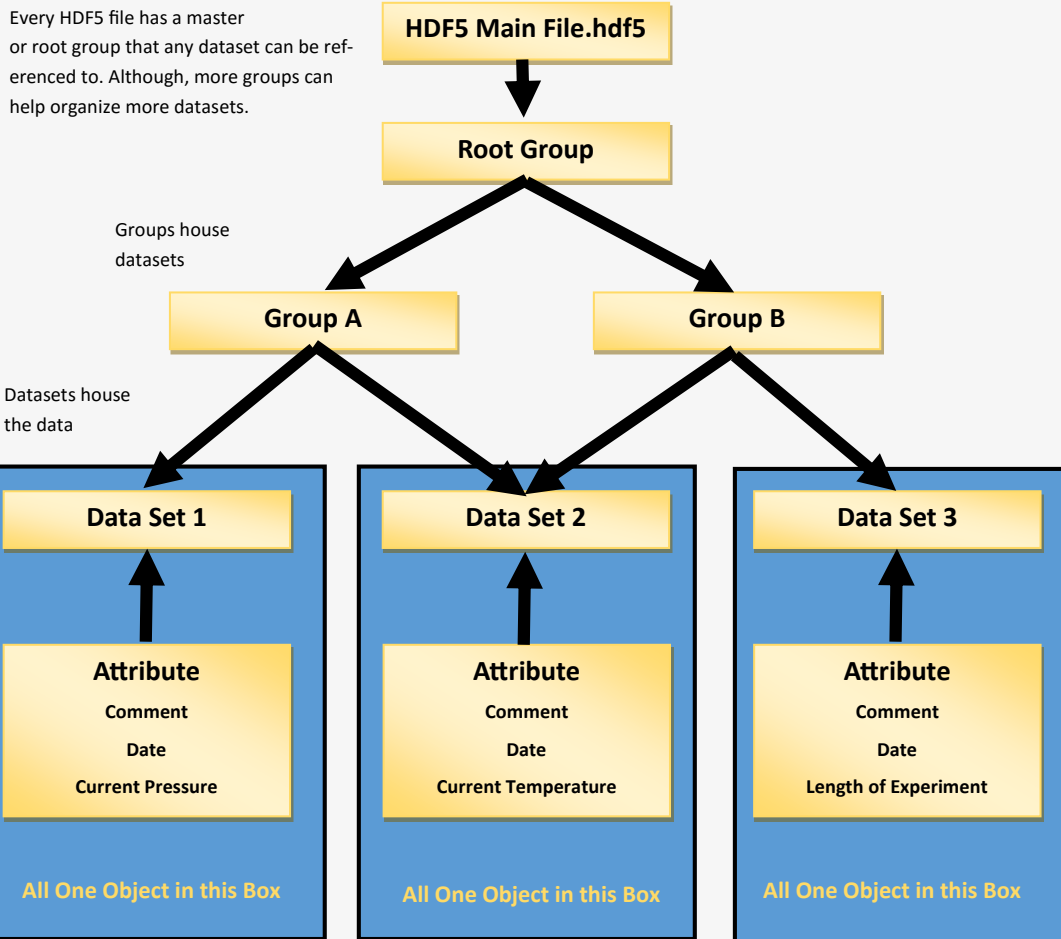 Every HDF5 file has a master
or root group that any dataset can be ref-
erenced to. Although, more groups can
help organize more datasets.
HDF5 Main File.hdf5
Root Group
Groups house
datasets
Group A
Group B
Datasets house
the data
Data Set 1
Data Set 2
Data Set 3
Attribute
Comment
Date
Current Pressure
Attribute
Comment
Date
Current Temperature
Attribute
Comment
Date
Length of Experiment
All One Object in this Box
All One Object in this Box
All One Object in this Box